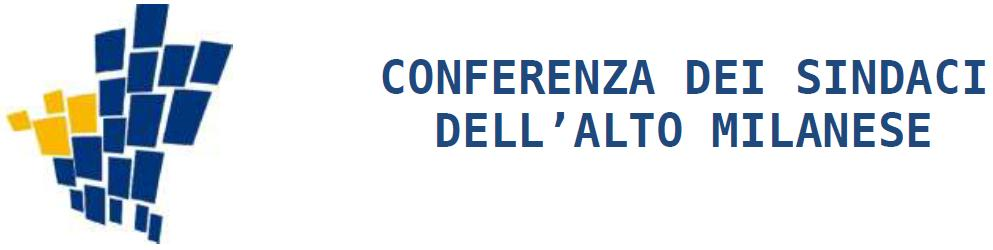 CONFERENZA DEI SINDACI
DELL’ALTO MILANESE